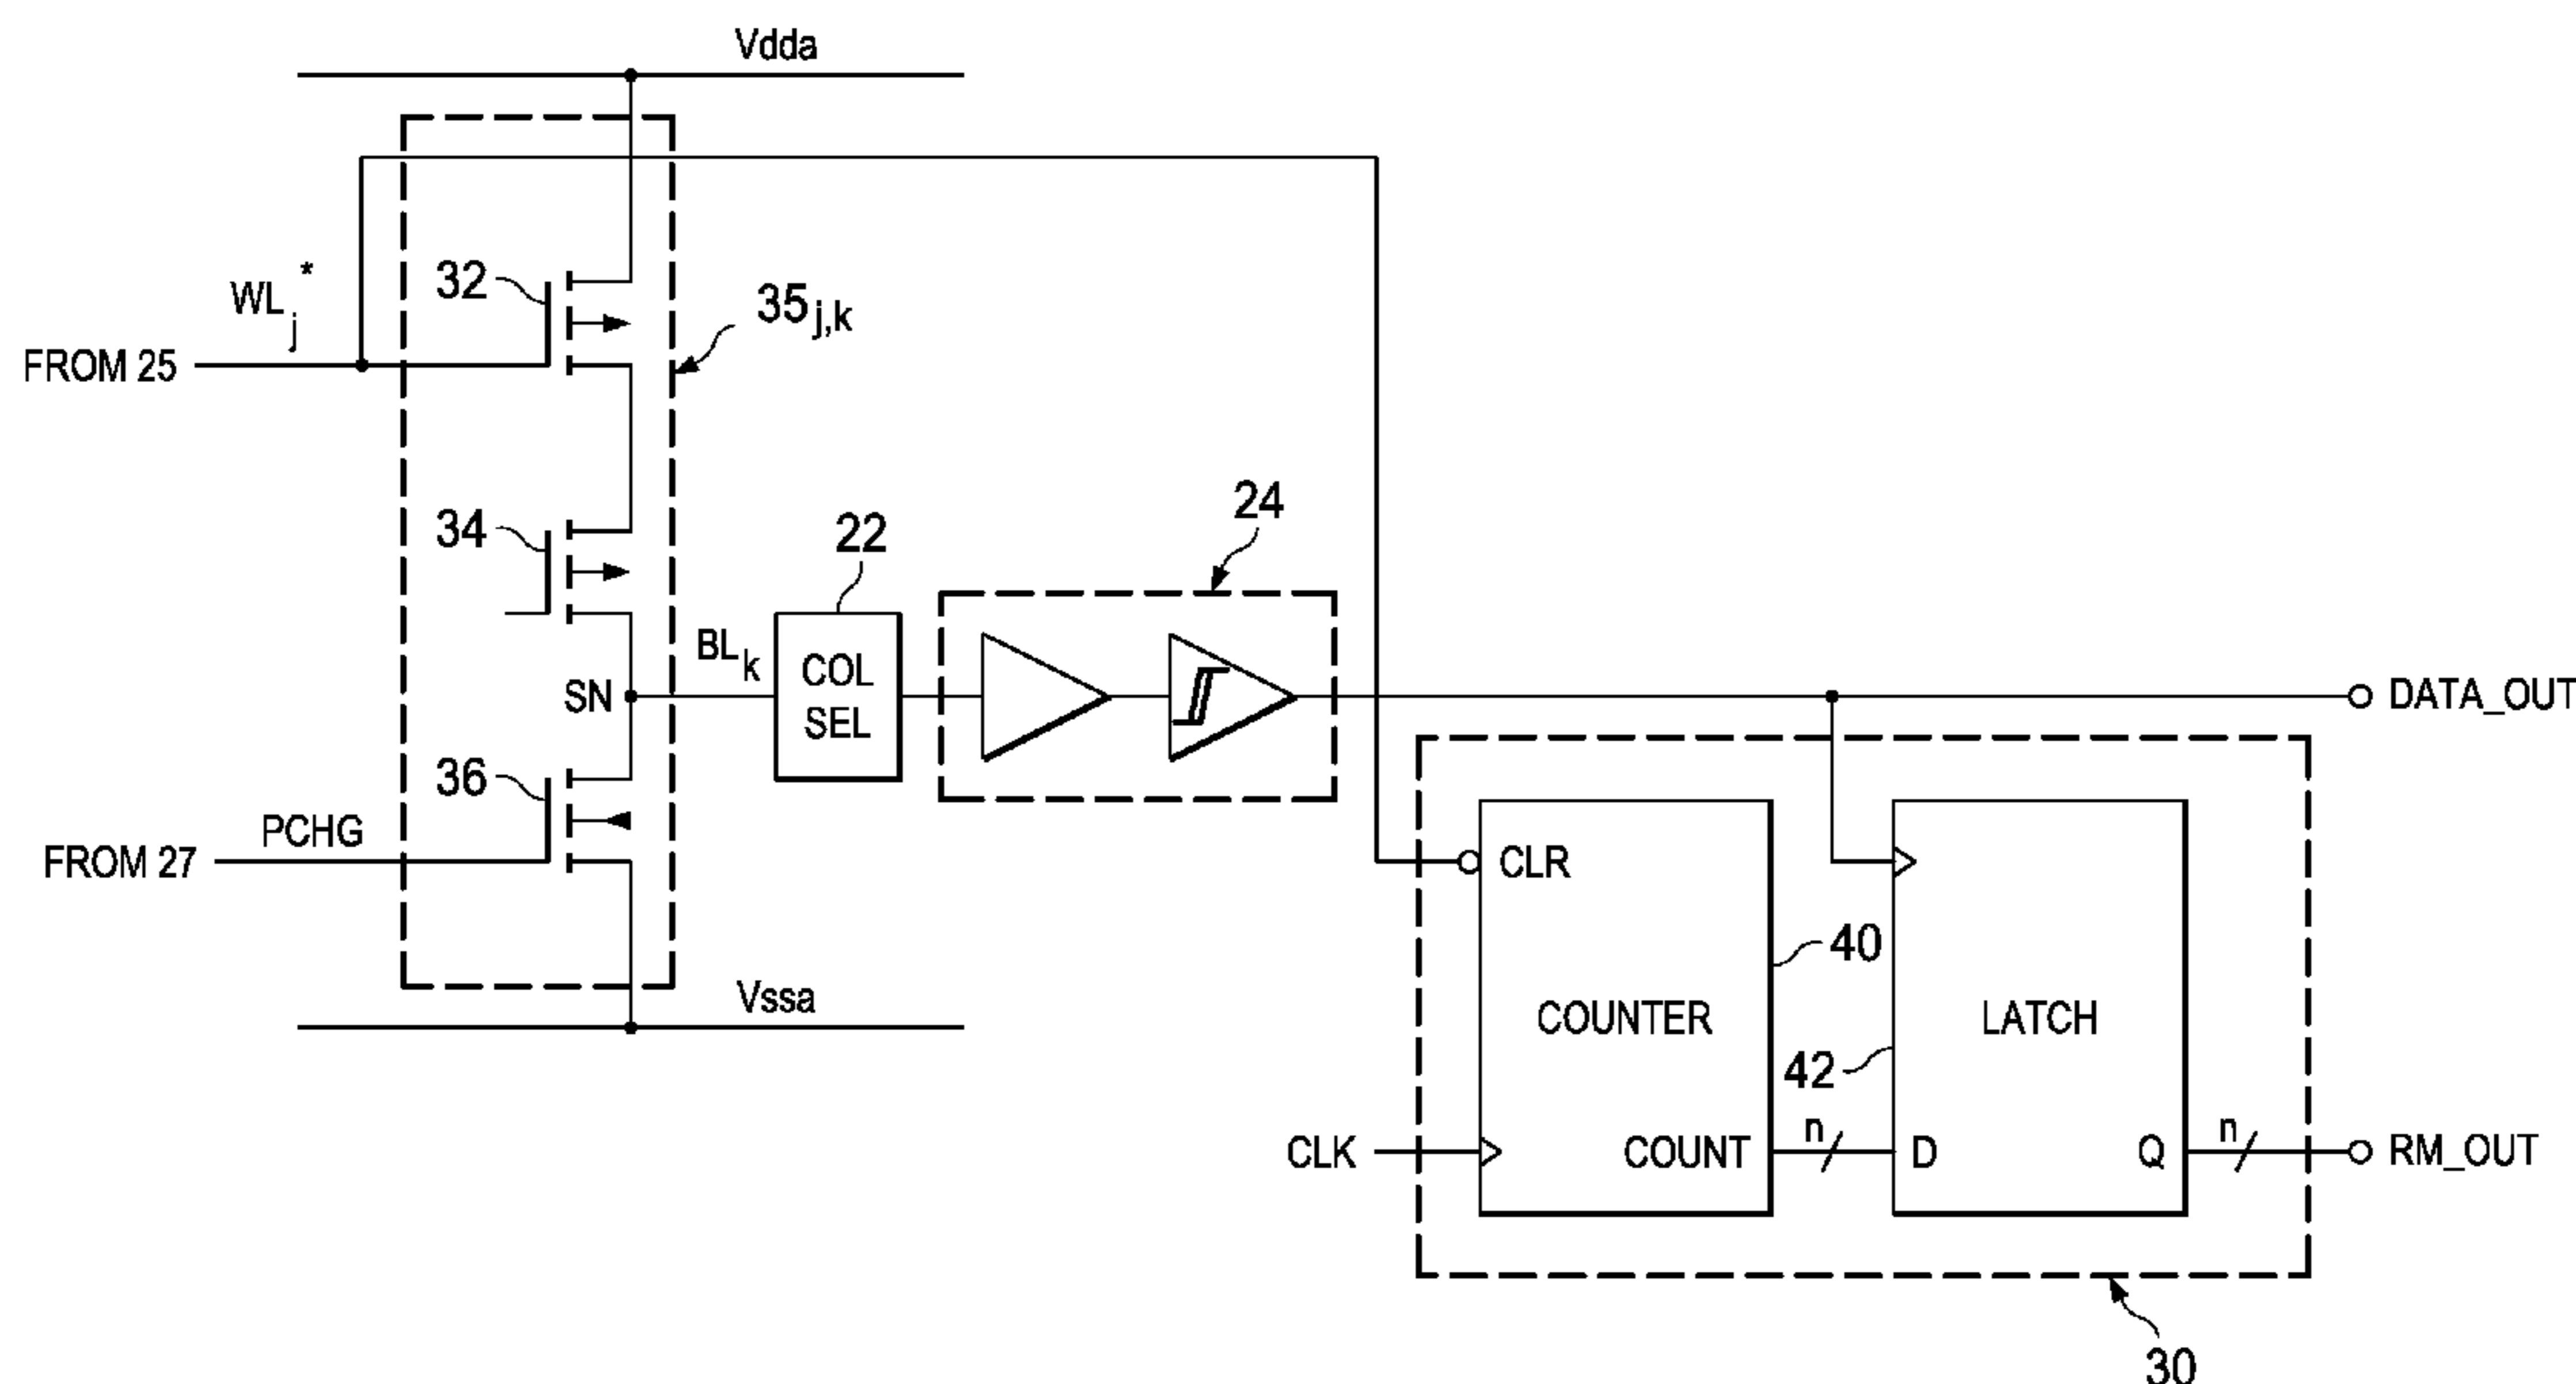 Vdda
WLj*
32
35j,k
FROM 25
34
24
22
BLk
COL
SEL
SN
DATA_OUT
36
PCHG
FROM 27
CLR
40
Vssa
COUNTER
LATCH
42
CLK
COUNT
n
D
Q
n
RM_OUT
30